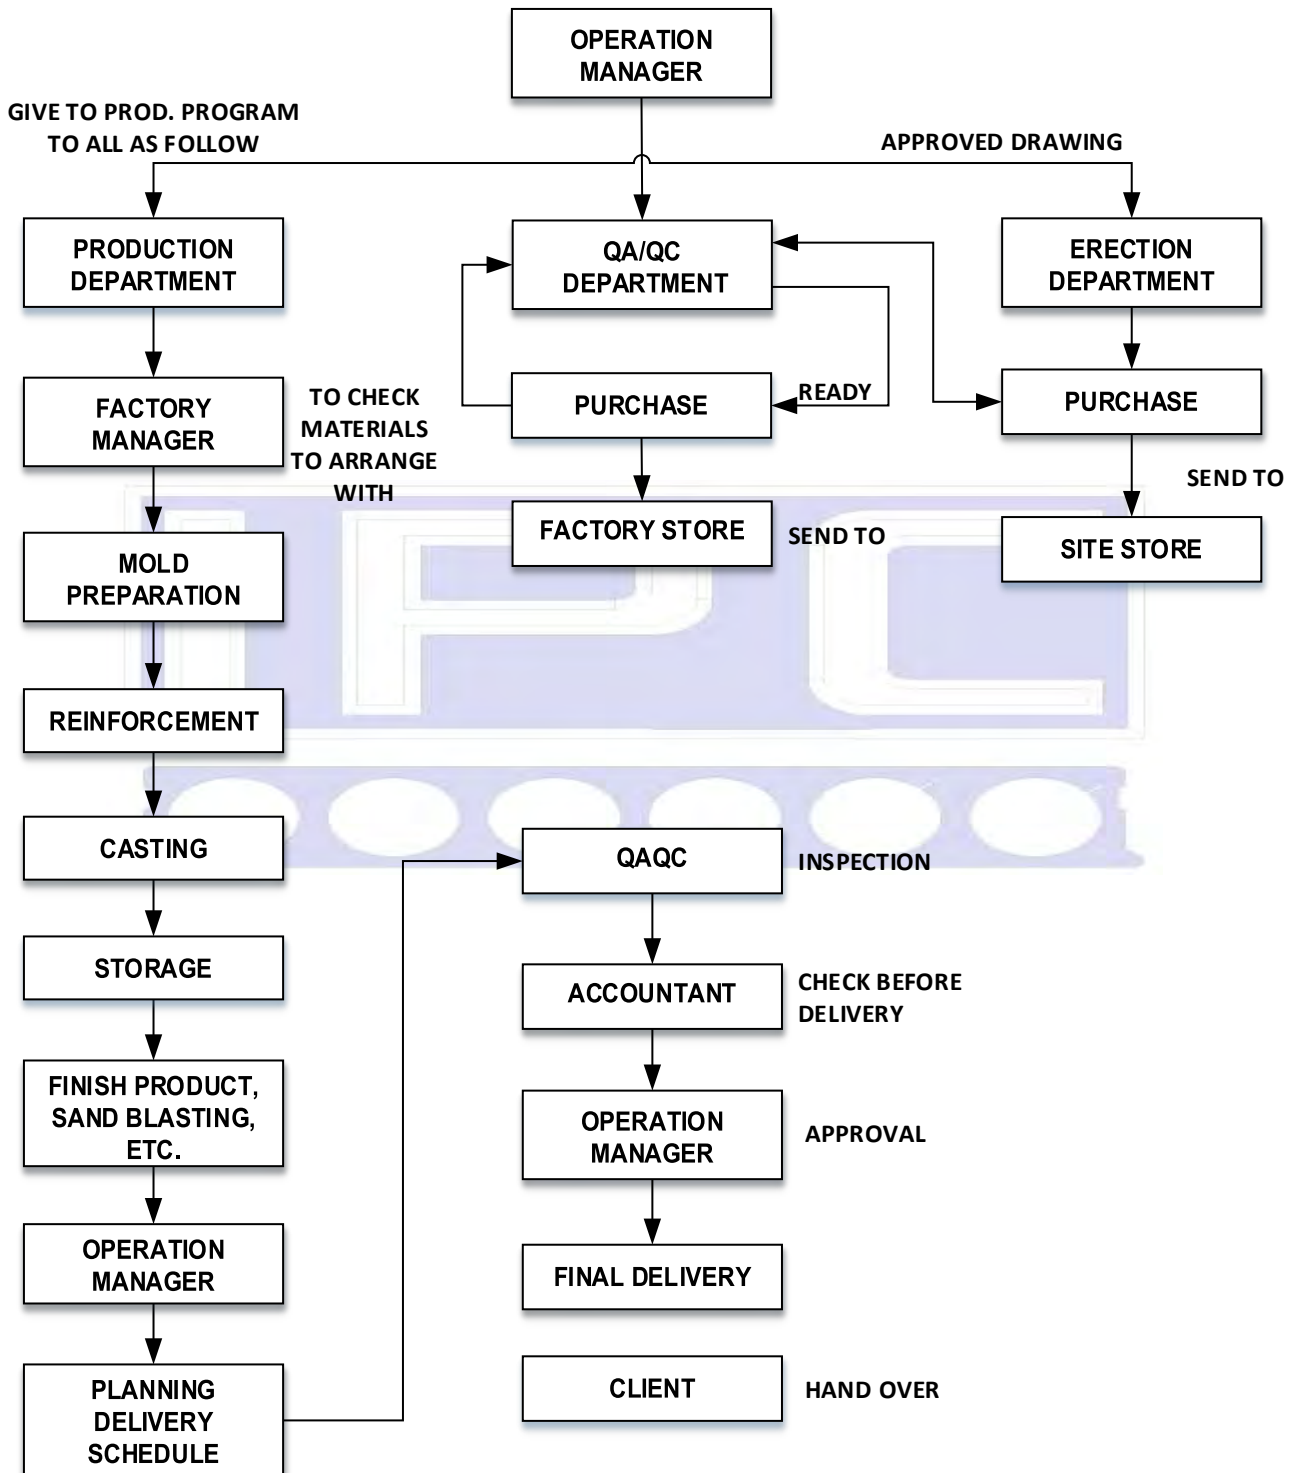 OPERATION
MANAGER
GIVE TO PROD. PROGRAM
TO ALL AS FOLLOW
APPROVED DRAWING
PRODUCTION
DEPARTMENT
QA/QC
DEPARTMENT
ERECTION
DEPARTMENT
FACTORY
MANAGER
TO CHECK
MATERIALS
TO ARRANGE
WITH
PURCHASE
READY
PURCHASE
SEND TO
FACTORY STORE
SEND TO
SITE STORE
MOLD
PREPARATION
IPC
REINFORCEMENT
CASTING
QAQC
INSPECTION
STORAGE
ACCOUNTANT
CHECK BEFORE
DELIVERY
FINISH PRODUCT,
SAND BLASTING,
ETC.
OPERATION
MANAGER
APPROVAL
OPERATION
MANAGER
FINAL DELIVERY
PLANNING
DELIVERY
SCHEDULE
CLIENT
HAND OVER